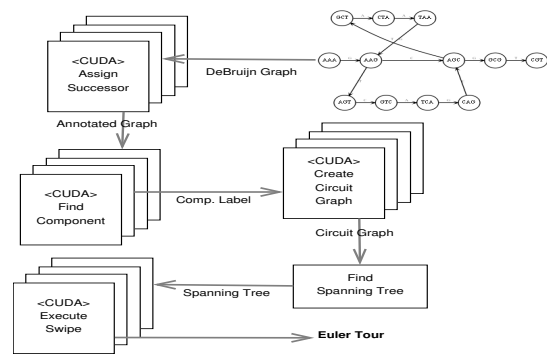 GCT CTA TAA
<CUDA>
Assign
Successor
DeBruijn Graph
AAA AAG AGC GCG CGT
AGT GTC TCA CAG
Annotated Graph
<CUDA>
Find
Component
Comp. Label
<CUDA>
Create
Circuit
Graph
Circuit Graph
Find
Spanning Tree
Spanning Tree
<CUDA>
Execute
Swipe
Euler Tour